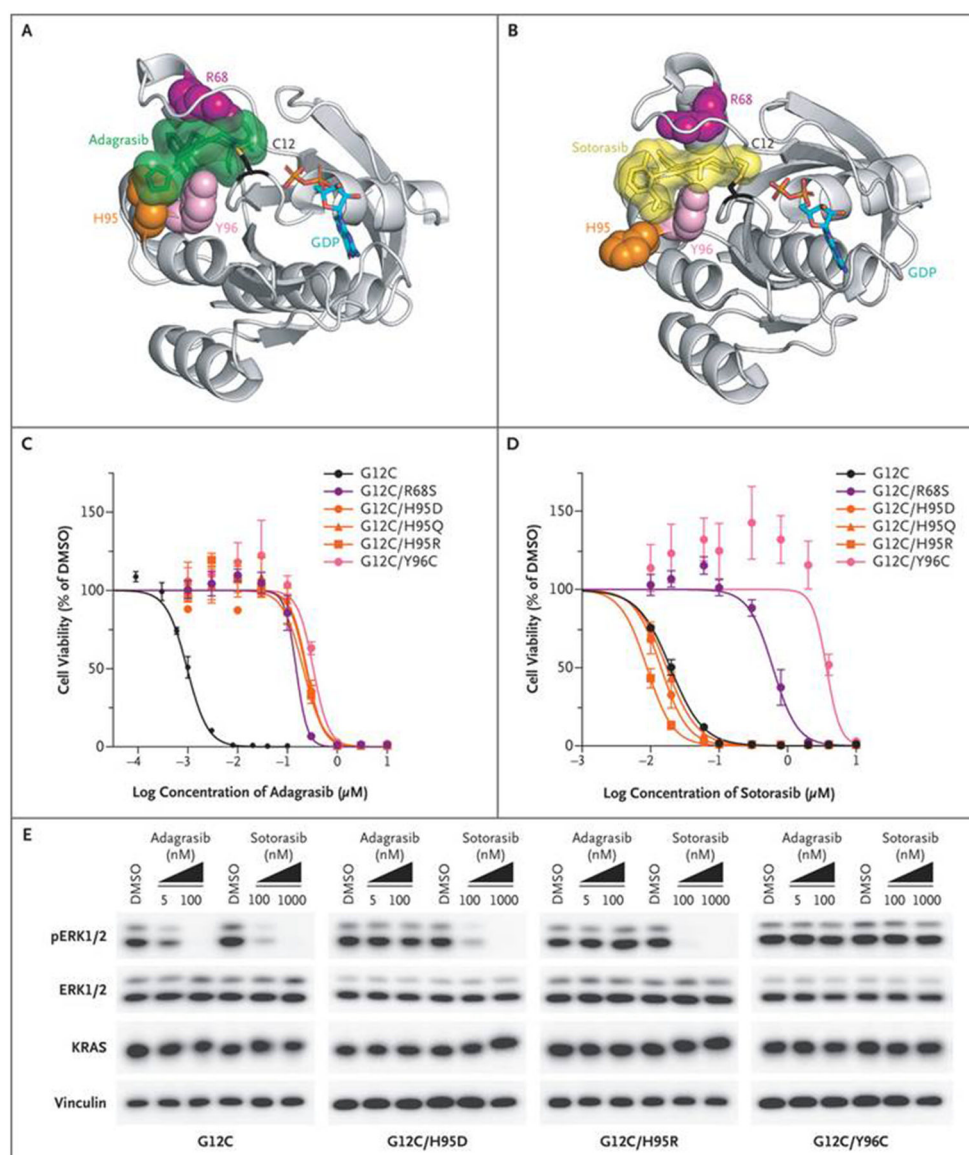 A
R68
Adagrasib
C12
H95
Y96
GDP
B
R68
Sotorasib
C12
H95
Y96
GDP
C
G12C
G12C/R68S
G12C/H95D
G12C/H95Q
G12C/H95R
G12C/Y96C
150
100
50
0
Cell Viability (% of DMSO)
−4 −3 −2 −1 0 1
Log Concentration of Adagrasib (µM)
D
G12C
G12C/R68S
G12C/H95D
G12C/H95Q
G12C/H95R
G12C/Y96C
150
100
50
0
Cell Viability (% of DMSO)
−3 −2 −1 0 1
Log Concentration of Sotorasib (µM)
E
Adagrasib (nM) Sotorasib (nM) Adagrasib (nM) Sotorasib (nM) Adagrasib (nM) Sotorasib (nM) Adagrasib (nM) Sotorasib (nM)
DMSO 5 100 DMSO 100 1000 DMSO 5 100 DMSO 100 1000 DMSO 5 100 DMSO 100 1000 DMSO 5 100 DMSO 100 1000
pERK1/2
ERK1/2
KRAS
Vinculin
G12C G12C/H95D G12C/H95R G12C/Y96C